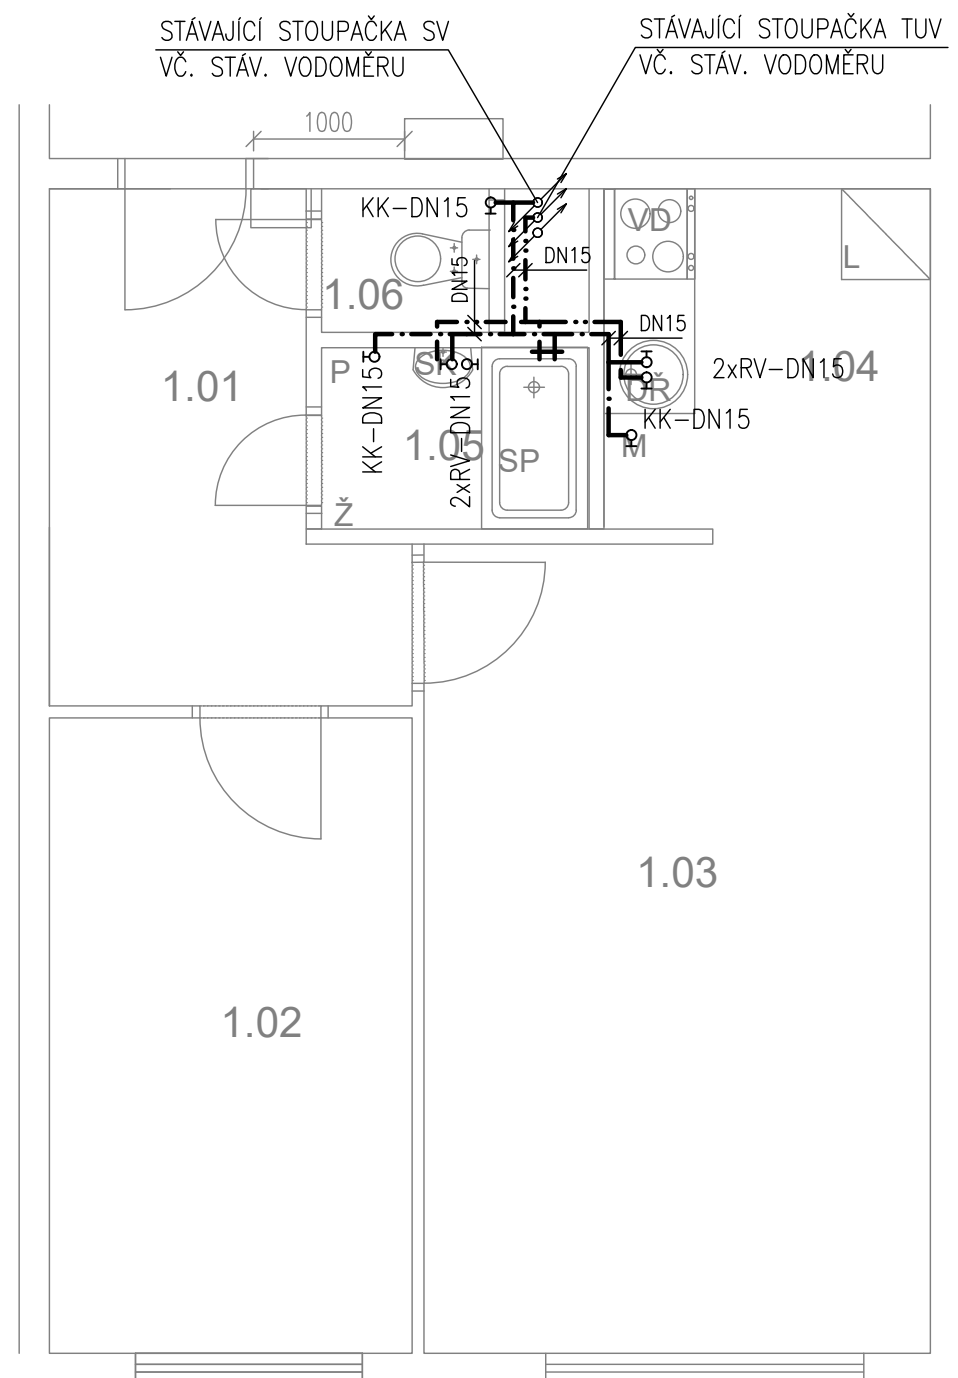 STÁVAJÍCÍ STOUPAČKA SV
VČ. STÁV. VODOMĚRU
STÁVAJÍCÍ STOUPAČKA TUV
VČ. STÁV. VODOMĚRU
1000
KK-DN15
VD
DN15
L
DN15
1.06
DN15
2xRV-DN15
1.04
P
SK
1.01
DŘ
KK-DN15
KK-DN15
2xRV-DN15
1.05
SP
M
Ž
1.03
1.02